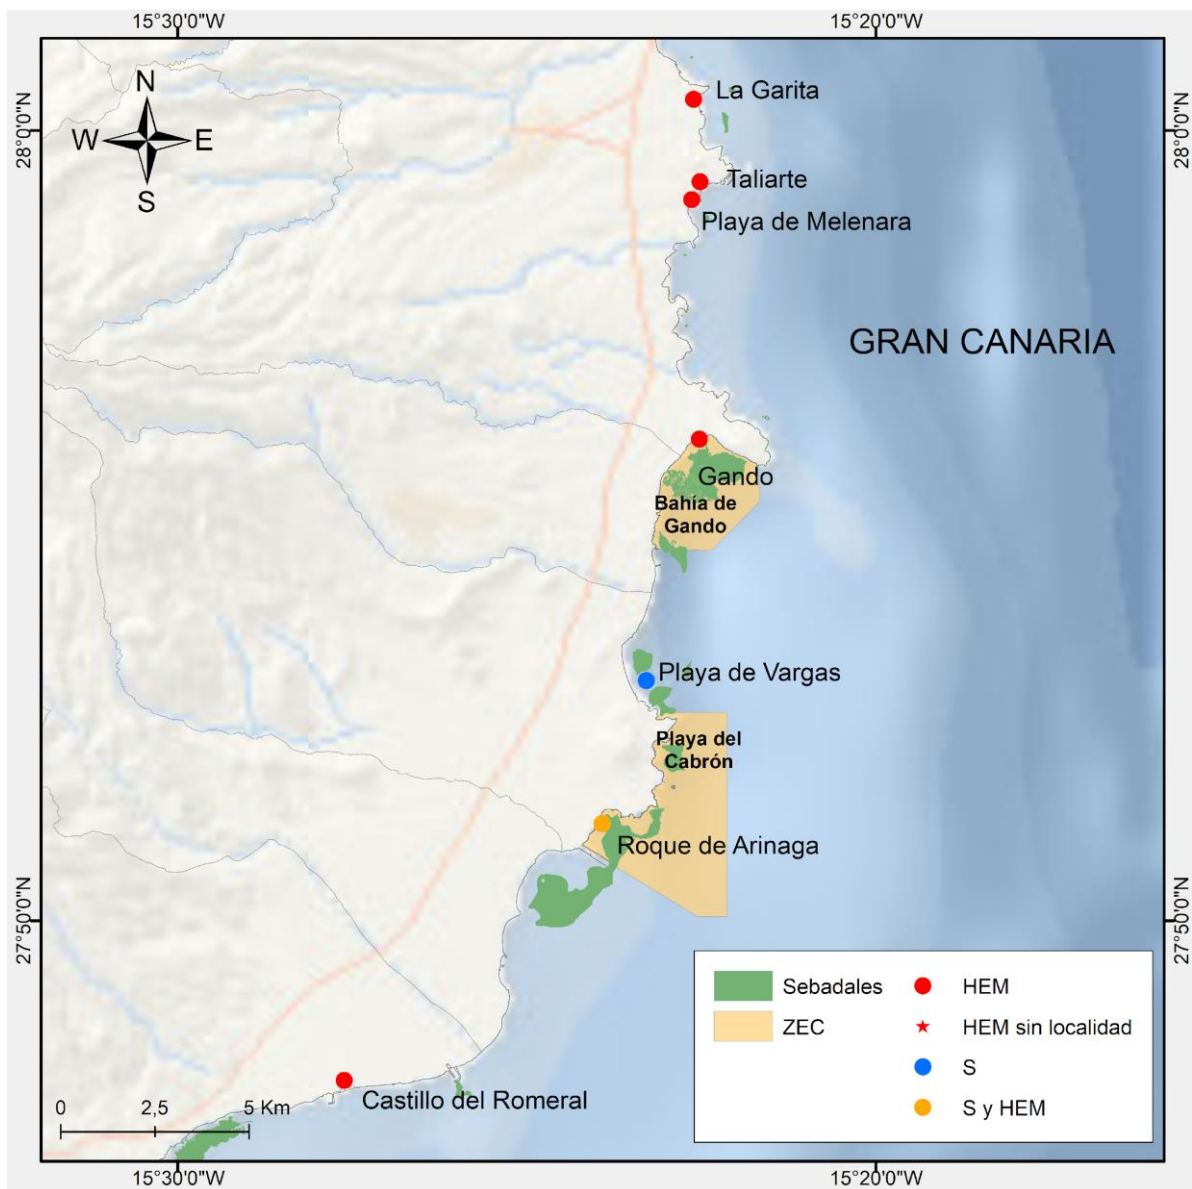 15°30'0"W
15°20'0"W
28°0'0"N
28°0'0"N
N
W
E
S
La Garita
Taliarte
Playa de Melenara
GRAN CANARIA
Gando
Bahía de
Gando
Playa de Vargas
Playa del
Cabrón
Roque de Arinaga
27°50'0"N
27°50'0"N
Castillo del Romeral
0
2,5
5 Km
Sebadales
ZEC
HEM
HEM sin localidad
S
S y HEM
15°30'0"W
15°20'0"W